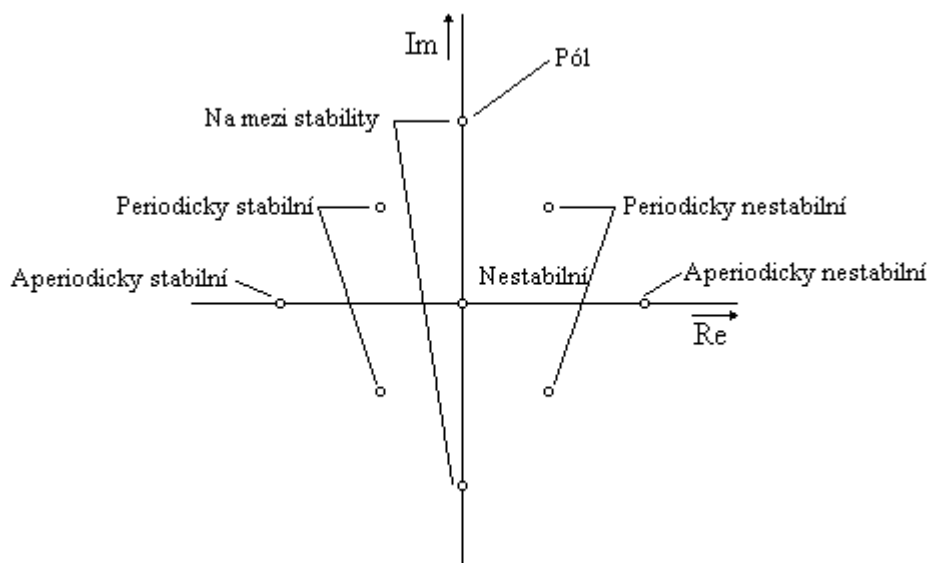 Im
Pól
Na mezi stability
Periodicky stabilní
Periodicky nestabilní
Aperiodicky stabilní
Nestabilní
Aperiodicky nestabilní
Re